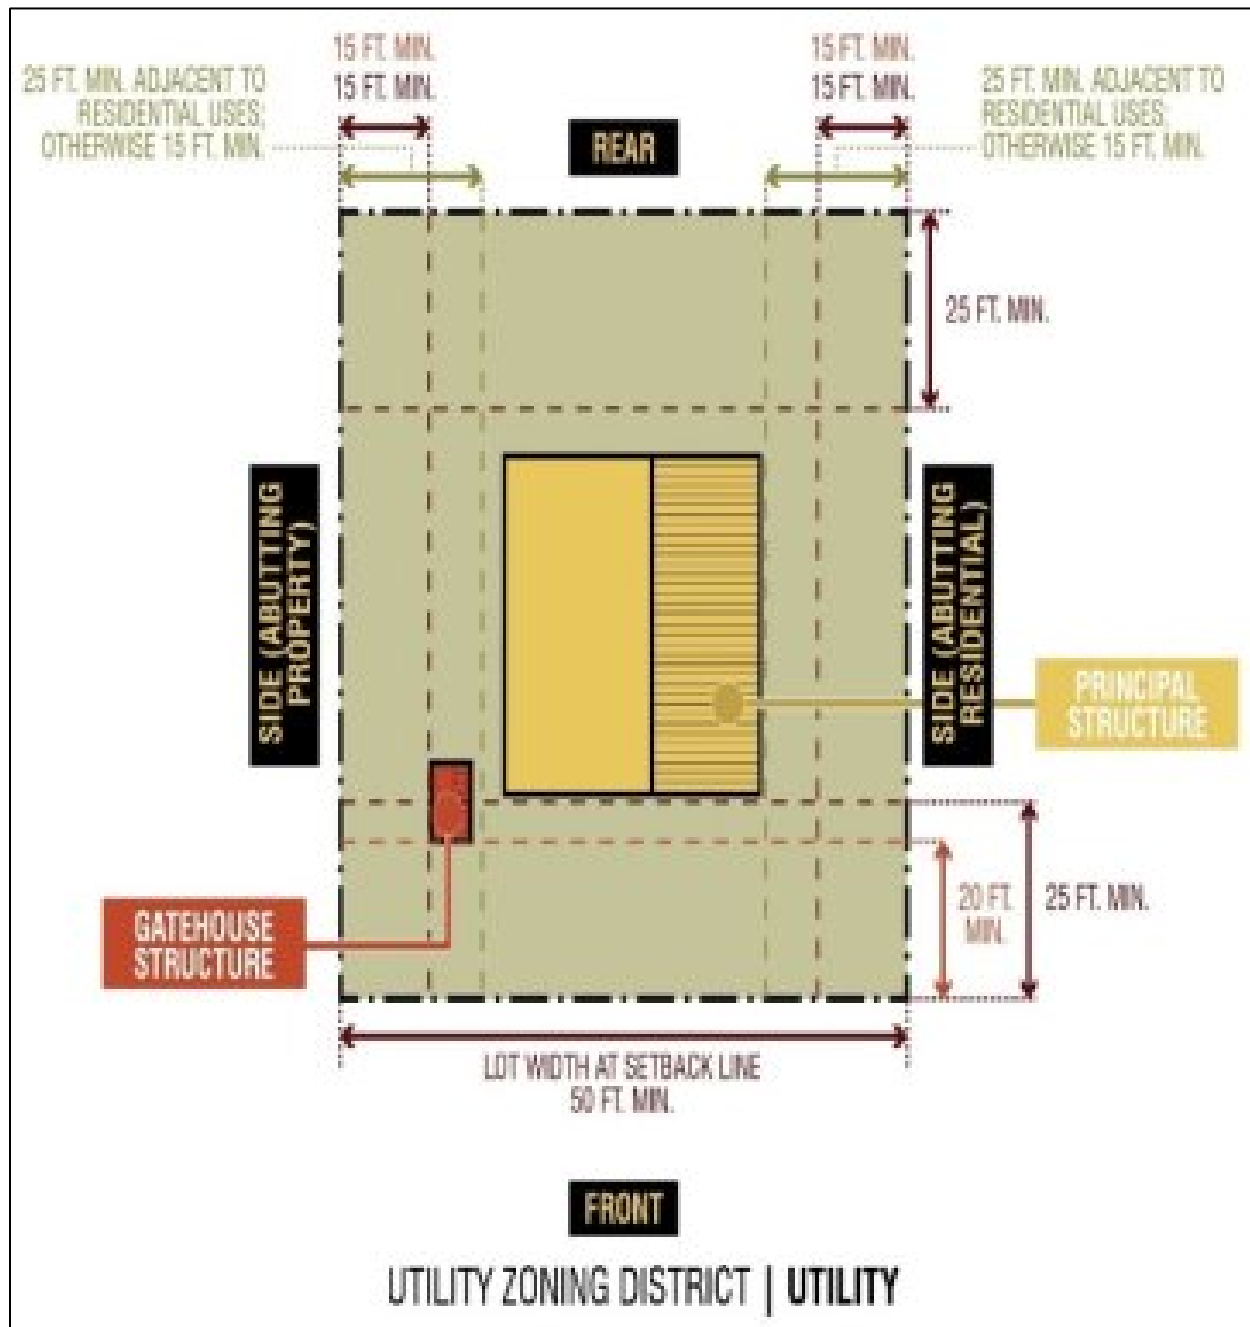 15 FT. MIN.
15 FT. MIN.
25 FT. MIN. ADJACENT TO
RESIDENTIAL USES;
OTHERWISE 15 FT. MIN.
REAR
15 FT. MIN.
15 FT. MIN.
25 FT. MIN. ADJACENT TO
RESIDENTIAL USES;
OTHERWISE 15 FT. MIN.
25 FT. MIN.
SIDE (ABUTTING
PROPERTY)
SIDE (ABUTTING
RESIDENTIAL)
PRINCIPAL
STRUCTURE
GATEHOUSE
STRUCTURE
20 FT.
MIN.
25 FT. MIN.
LOT WIDTH AT SETBACK LINE
50 FT. MIN.
FRONT
UTILITY ZONING DISTRICT | UTILITY